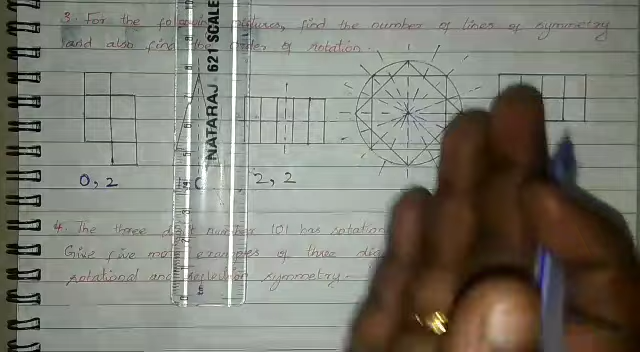 3. For the following pictures, find the number of lines of symmetry
and also find the order of rotation.
NATARAJ 621 SCALE
0, 2
2, 2
4. The three digit number 101 has rotation
Give five more examples of three
rotational and reflection symmetry.